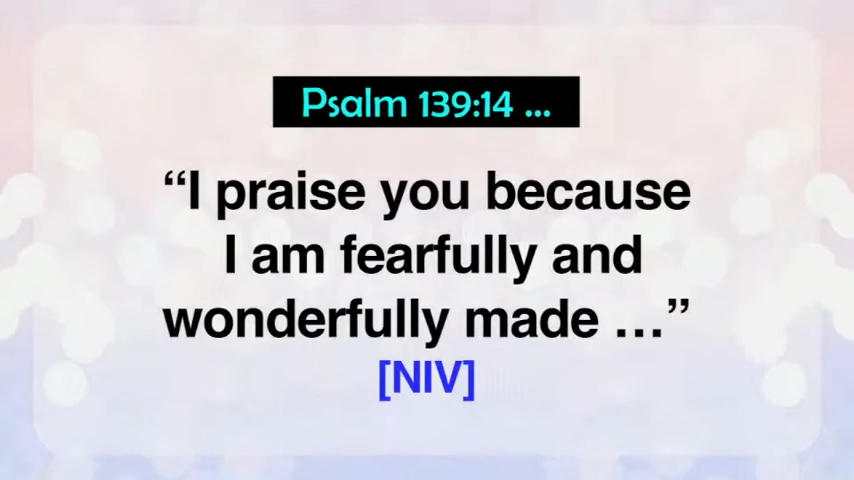 Psalm 139:14 ...
“I praise you because
I am fearfully and
wonderfully made ...”
[NIV]